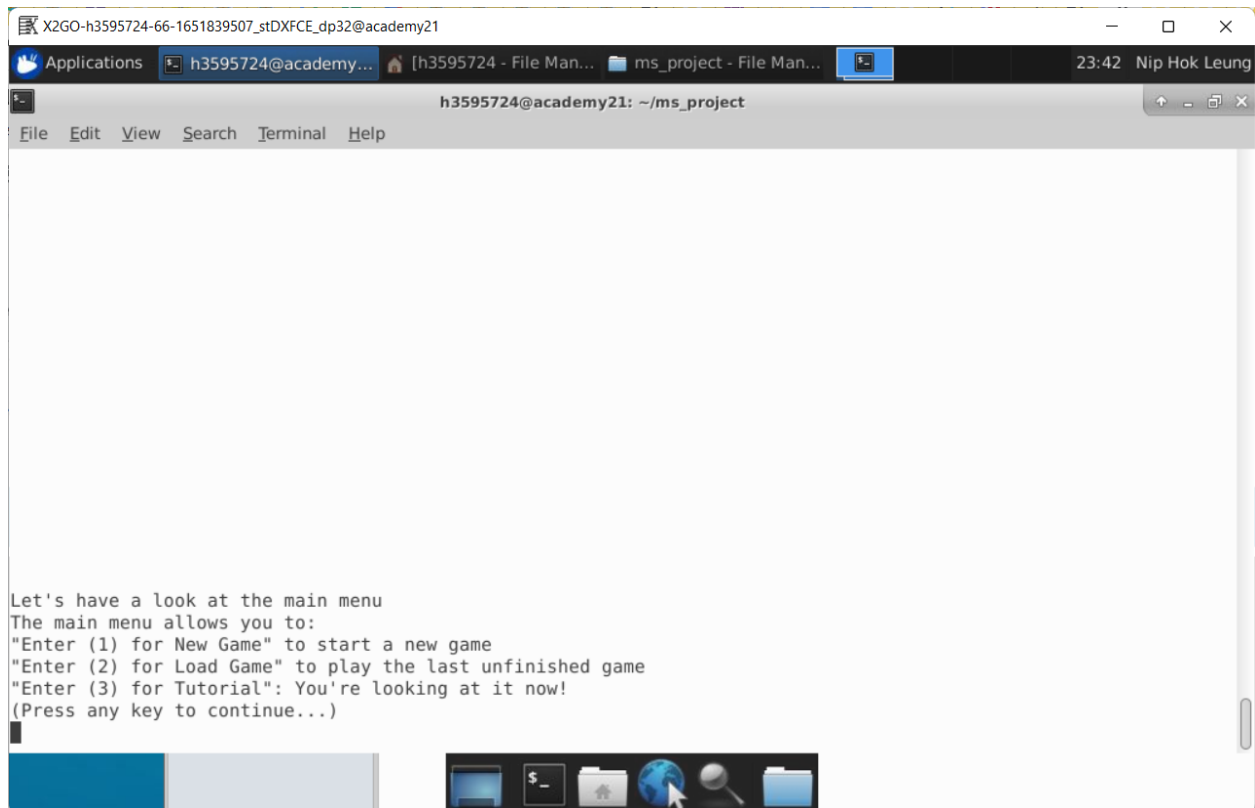 X2GO-h3595724-66-1651839507_stDXFCE_dp32@academy21
Applications h3595724@academy... [h3595724 - File Man... ms_project - File Man... 23:42 Nip Hok Leung
h3595724@academy21: ~/ms_project
File Edit View Search Terminal Help
Let's have a look at the main menu
The main menu allows you to:
"Enter (1) for New Game" to start a new game
"Enter (2) for Load Game" to play the last unfinished game
"Enter (3) for Tutorial": You're looking at it now!
(Press any key to continue...)
$_